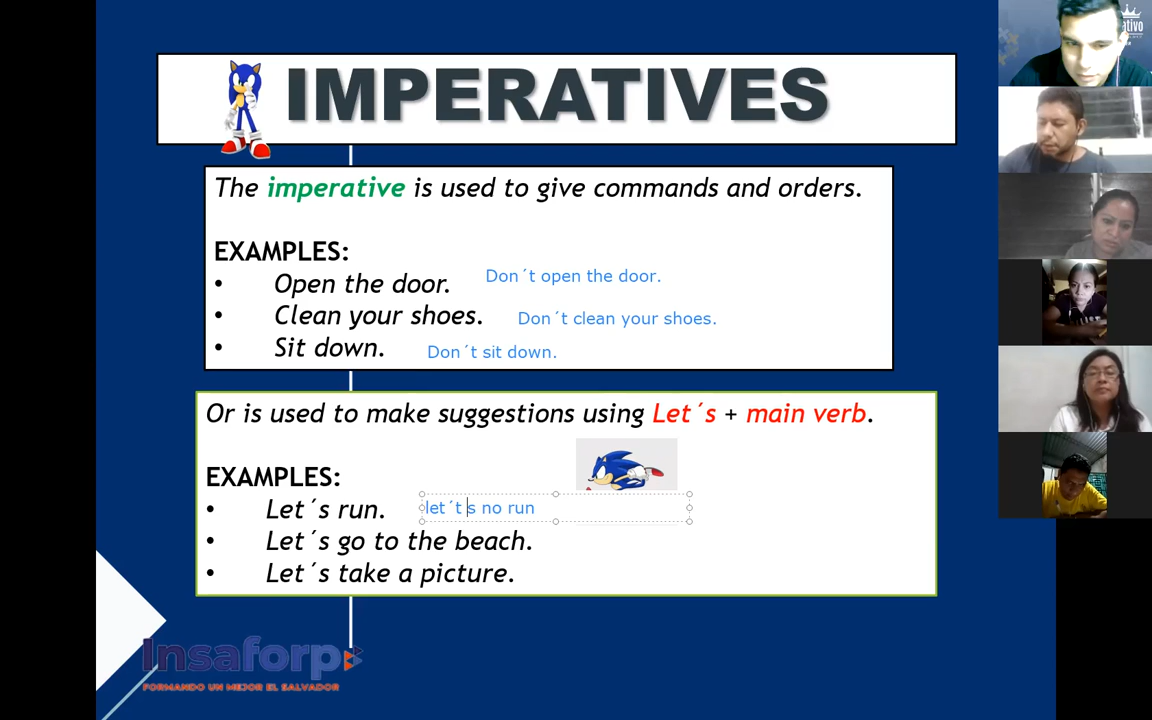 IMPERATIVES
The imperative is used to give commands and orders.
EXAMPLES:
• Open the door. Don´t open the door.
• Clean your shoes. Don´t clean your shoes.
• Sit down. Don´t sit down.
Or is used to make suggestions using Let´s + main verb.
EXAMPLES:
• Let´s run. let´t s no run
• Let´s go to the beach.
• Let´s take a picture.
Insaforp
FORMANDO UN MEJOR EL SALVADOR